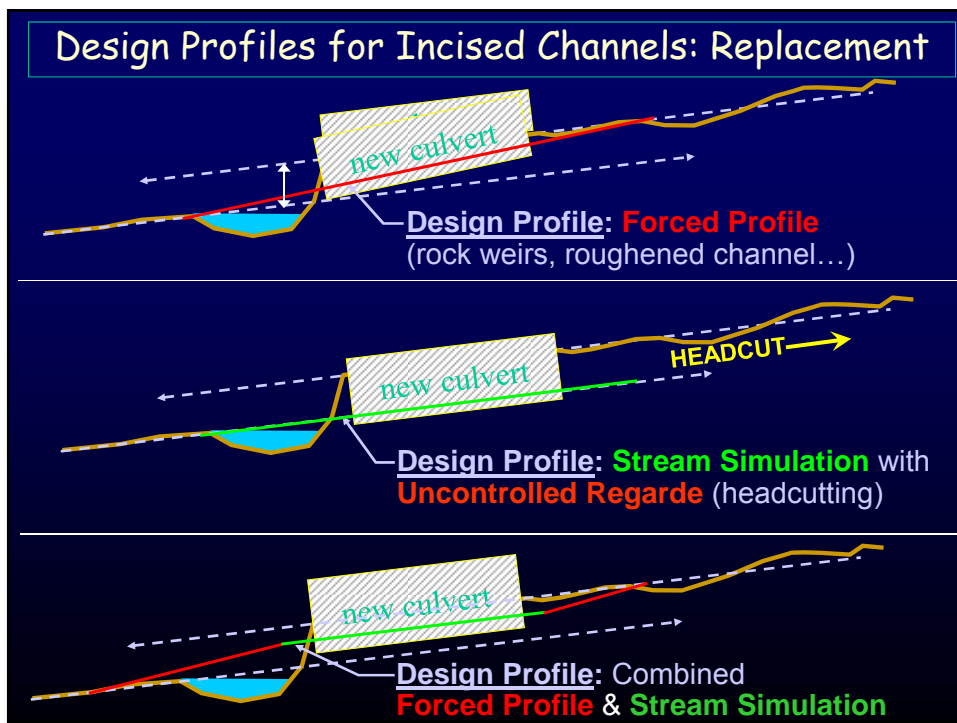 Design Profiles for Incised Channels: Replacement
new culvert
Design Profile: Forced Profile
(rock weirs, roughened channel…)
HEADCUT
new culvert
Design Profile: Stream Simulation with
Uncontrolled Regarde (headcutting)
new culvert
Design Profile: Combined
Forced Profile & Stream Simulation